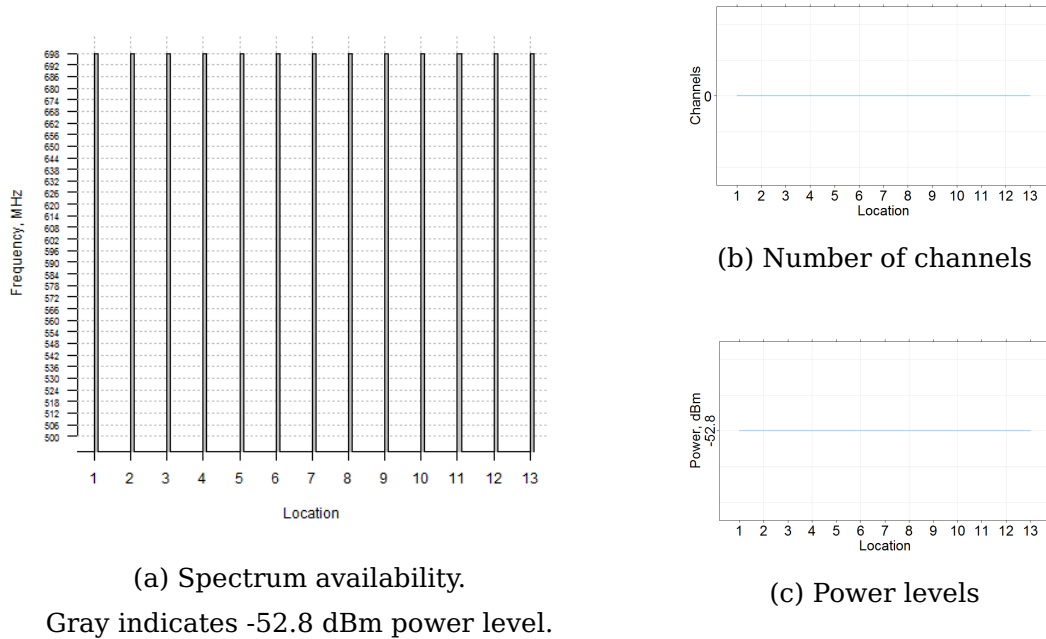 698
692
686
680
674
668
662
656
650
644
638
632
626
620
614
608
602
596
590
584
578
572
566
560
554
548
542
536
530
524
518
512
506
500
Frequency, MHz
1 2 3 4 5 6 7 8 9 10 11 12 13
Location
(a) Spectrum availability.
Gray indicates -52.8 dBm power level.
Channels
0
1 2 3 4 5 6 7 8 9 10 11 12 13
Location
(b) Number of channels
Power, dBm
-52.8
1 2 3 4 5 6 7 8 9 10 11 12 13
Location
(c) Power levels